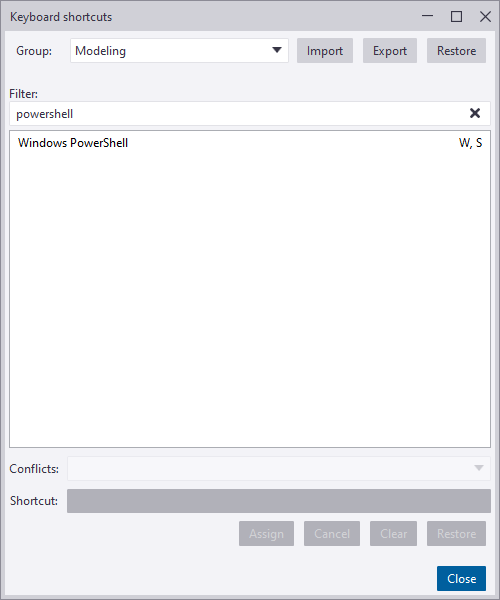 Keyboard shortcuts
Group: Modeling Import Export Restore
Filter:
powershell
Windows PowerShell W, S
Conflicts:
Shortcut:
Assign Cancel Clear Restore
Close